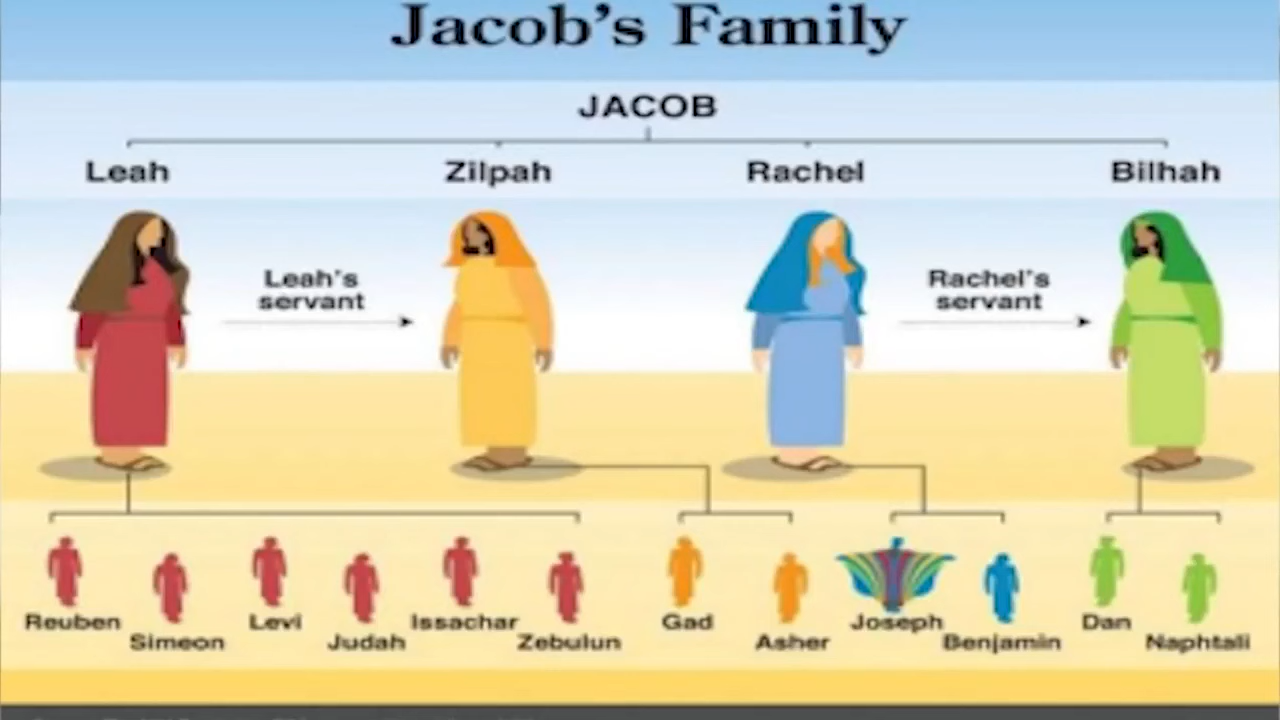 Jacob's Family
JACOB
Leah
Zilpah
Rachel
Bilhah
Leah's
servant
Rachel's
servant
Reuben
Simeon
Levi
Judah
Issachar
Zebulun
Gad
Asher
Joseph
Benjamin
Dan
Naphtali